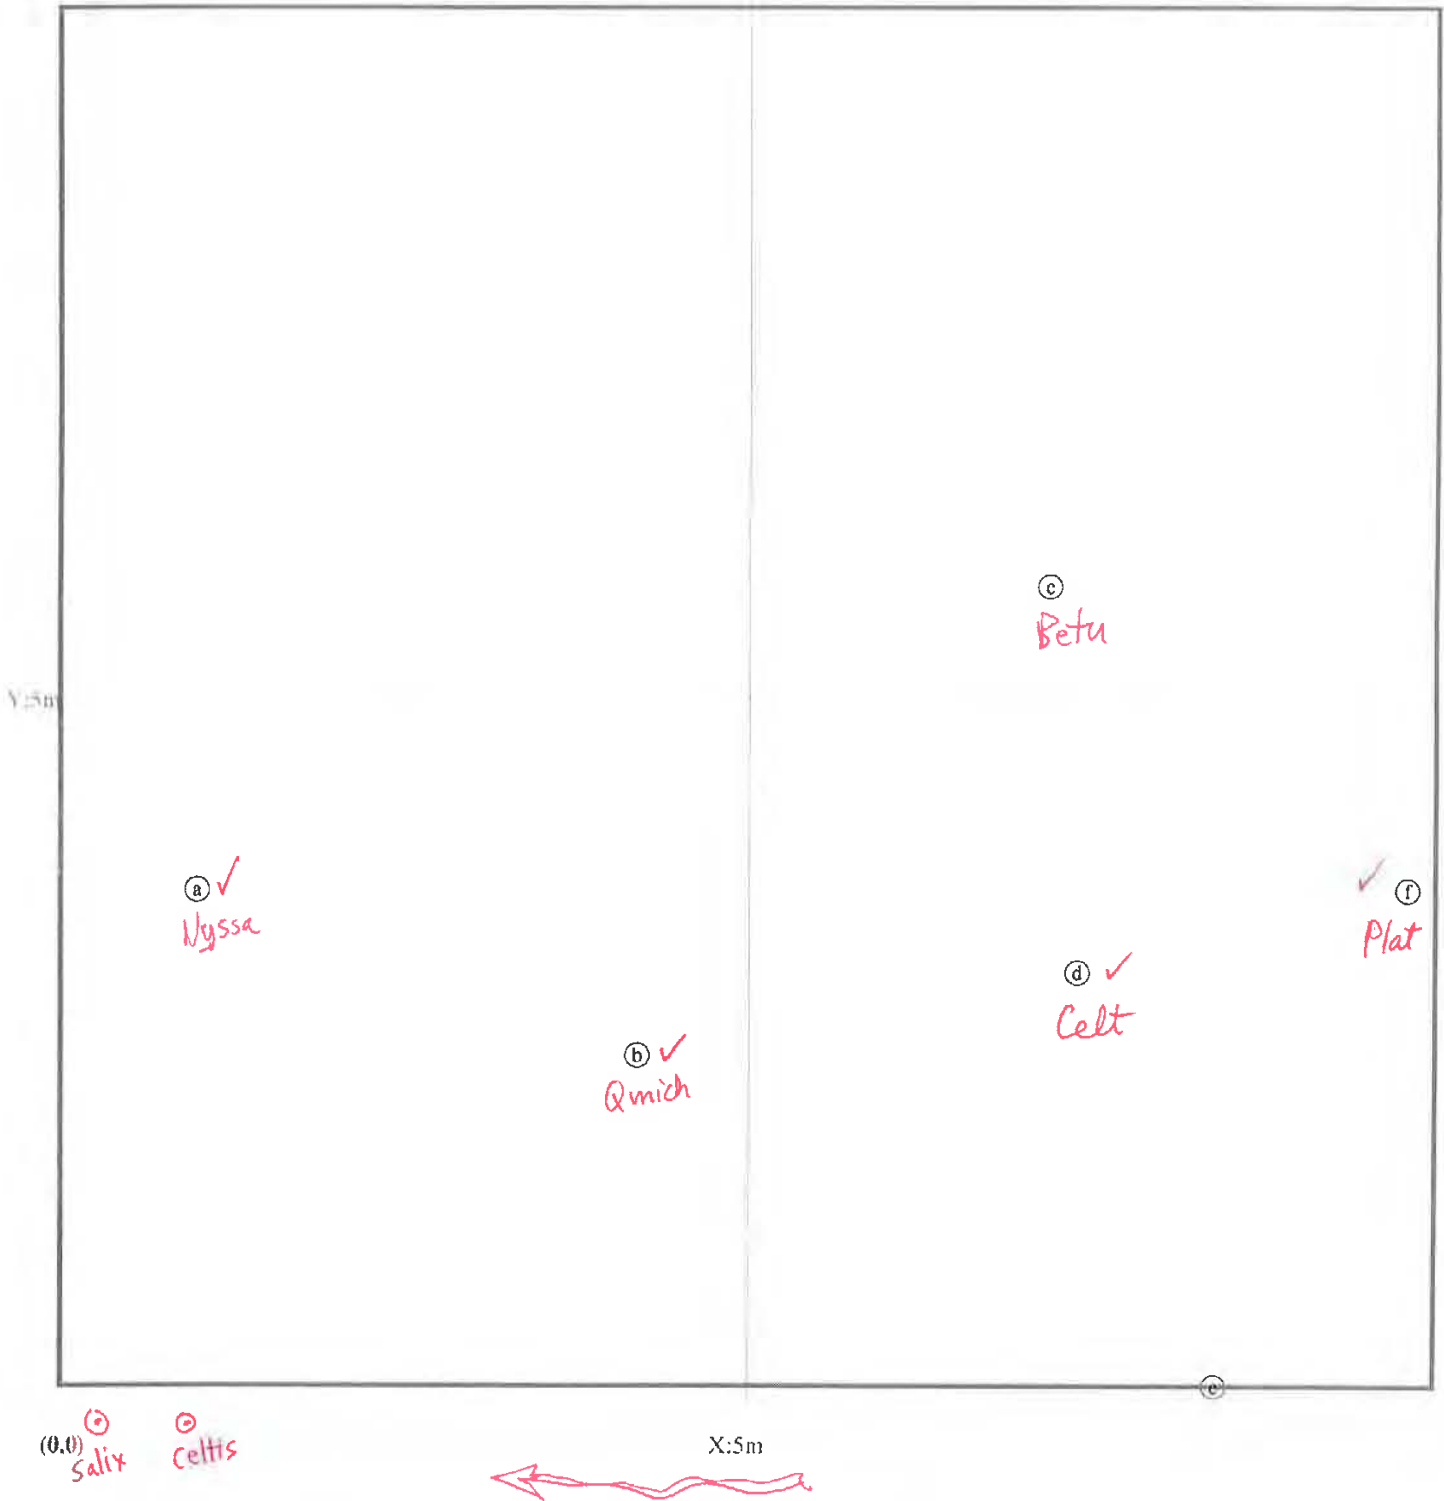 c
Betu
Y:5m
a ✓
Nyssa
✓ f
Plat
d ✓
Celt
b ✓
Qmich
e
(0,0)
Salix
Celtis
X:5m